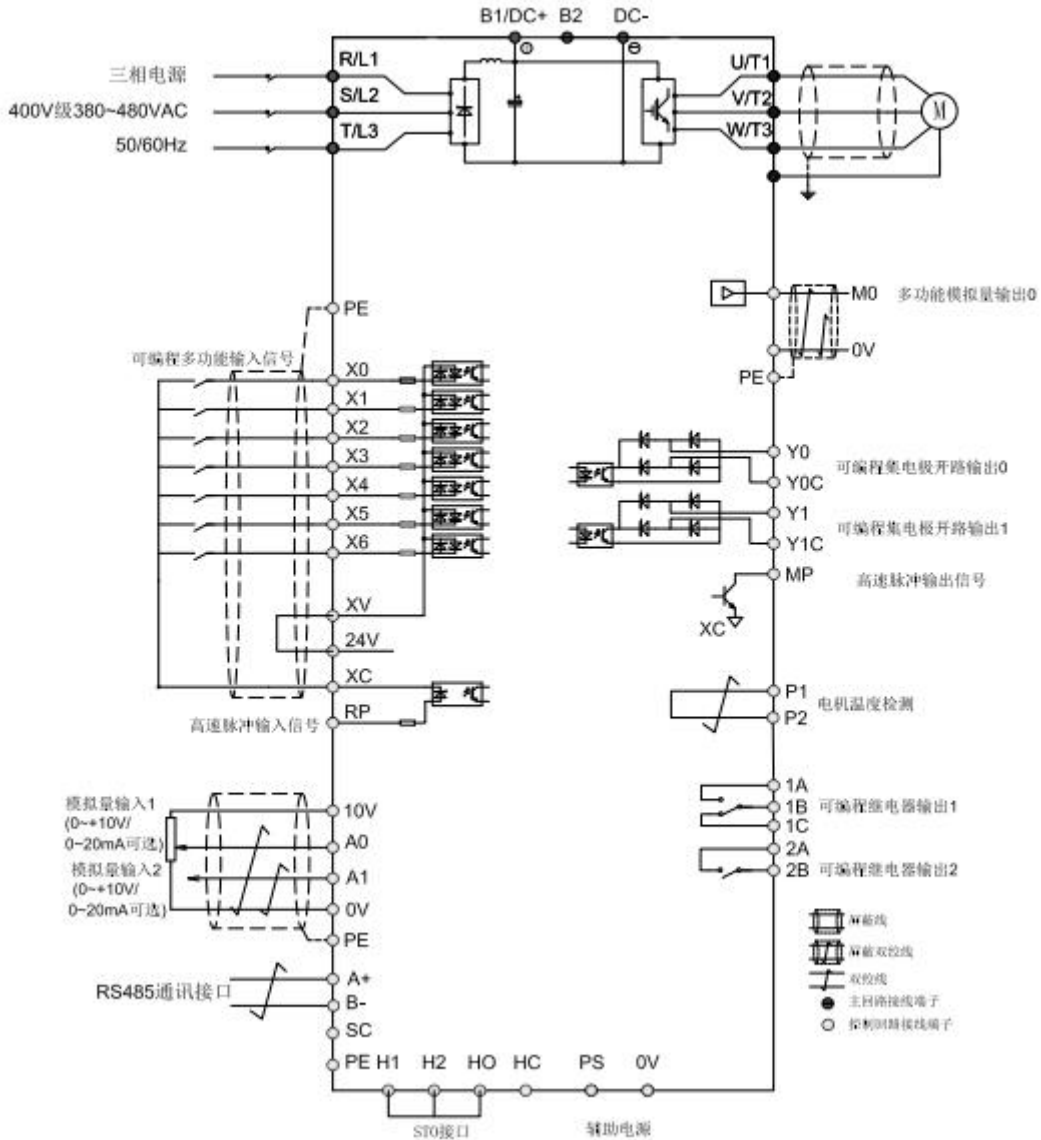 B1/DC+ B2 DC-
三相电源
400V级380~480VAC
50/60Hz
R/L1
S/L2
T/L3
U/T1
V/T2
W/T3
M
PE
可编程多功能输入信号
X0
X1
X2
X3
X4
X5
X6
XV
24V
XC
RP
高速脉冲输入信号
M0 多功能模拟量输出0
0V
PE
Y0
Y0C
可编程集电极开路输出0
Y1
Y1C
可编程集电极开路输出1
MP 高速脉冲输出信号
XC
P1
P2
电机温度检测
1A
1B 可编程继电器输出1
1C
2A
2B 可编程继电器输出2
模拟量输入1
(0~+10V/
0~20mA可选)
模拟量输入2
(0~+10V/
0~20mA可选)
10V
A0
A1
0V
PE
RS485通讯接口
A+
B-
SC
PE H1 H2 HO HC PS 0V
STO接口 辅助电源
屏蔽线
屏蔽双绞线
双绞线
主回路接线端子
控制回路接线端子